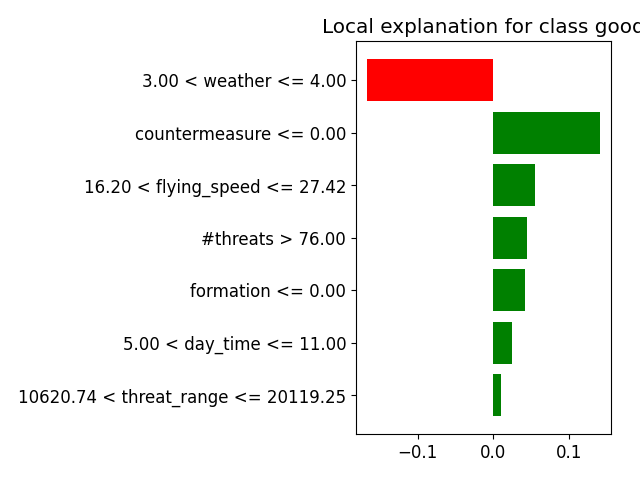 Local explanation for class good
3.00 < weather <= 4.00
countermeasure <= 0.00
16.20 < flying_speed <= 27.42
#threats > 76.00
formation <= 0.00
5.00 < day_time <= 11.00
10620.74 < threat_range <= 20119.25
−0.1 0.0 0.1